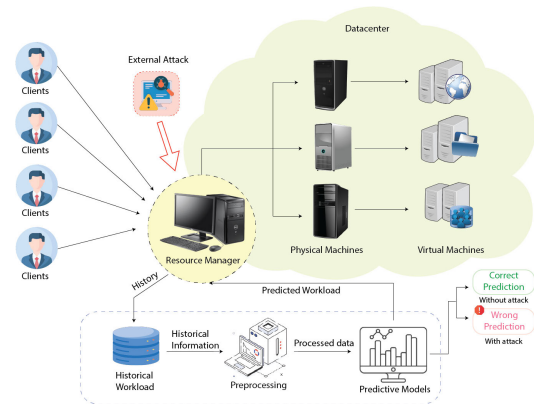 Datacenter
External Attack
Clients
Clients
Clients
Clients
Resource Manager
Physical Machines
Virtual Machines
History
Predicted Workload
Correct
Prediction
Without attack
Wrong
Prediction
With attack
Historical
Information
Processed data
Historical
Workload
Preprocessing
Predictive Models